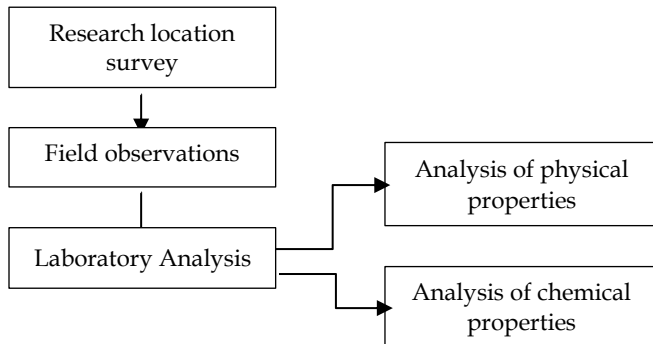 Research location
survey
Field observations
Laboratory Analysis
Analysis of physical
properties
Analysis of chemical
properties